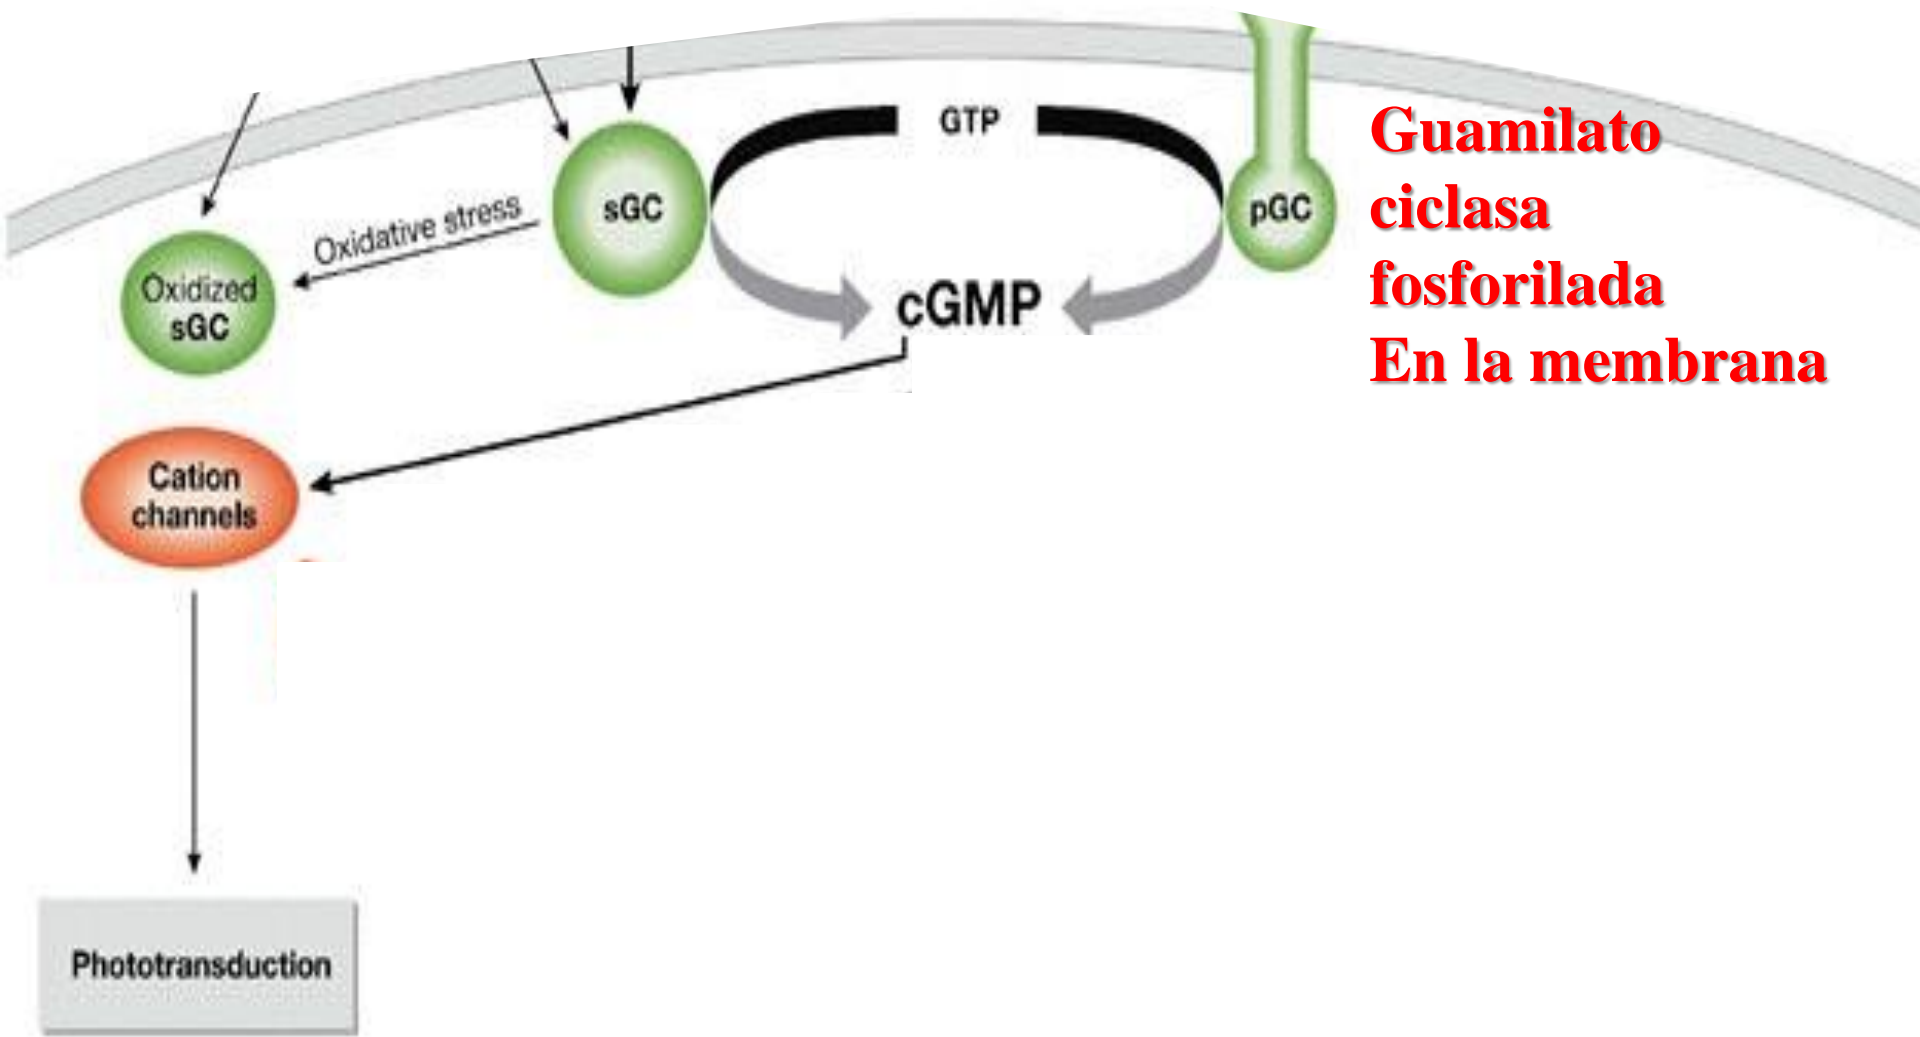 GTP
Guamilato
ciclasa
fosforilada
En la membrana
sGC
pGC
Oxidative stress
Oxidized
sGC
cGMP
Cation
channels
Phototransduction